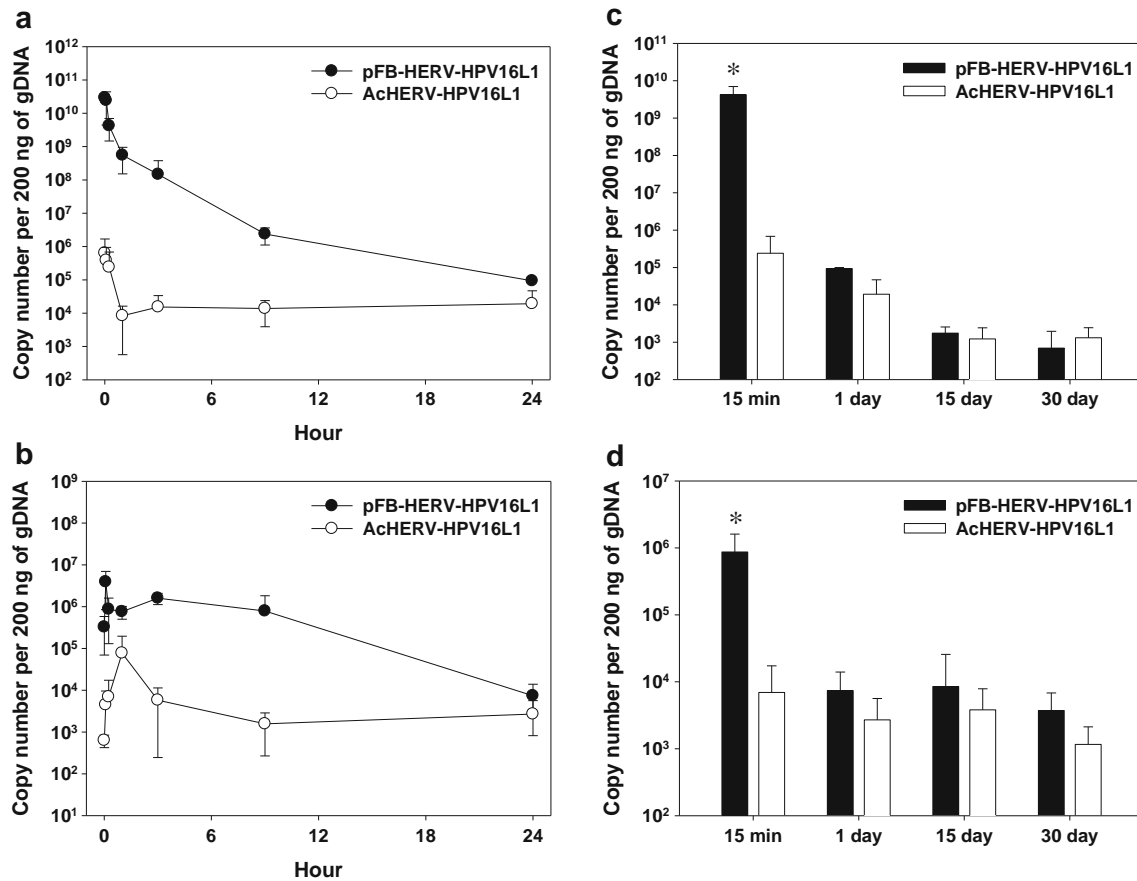 a
Copy number per 200 ng of gDNA
10¹²
10¹¹
10¹⁰
10⁹
10⁸
10⁷
10⁶
10⁵
10⁴
10³
10²
pFB-HERV-HPV16L1
AcHERV-HPV16L1
0 6 12 18 24
Hour
c
Copy number per 200 ng of gDNA
10¹¹
10¹⁰
10⁹
10⁸
10⁷
10⁶
10⁵
10⁴
10³
10²
*
pFB-HERV-HPV16L1
AcHERV-HPV16L1
15 min 1 day 15 day 30 day
b
Copy number per 200 ng of gDNA
10⁹
10⁸
10⁷
10⁶
10⁵
10⁴
10³
10²
10¹
pFB-HERV-HPV16L1
AcHERV-HPV16L1
0 6 12 18 24
Hour
d
Copy number per 200 ng of gDNA
10⁷
10⁶
10⁵
10⁴
10³
10²
*
pFB-HERV-HPV16L1
AcHERV-HPV16L1
15 min 1 day 15 day 30 day